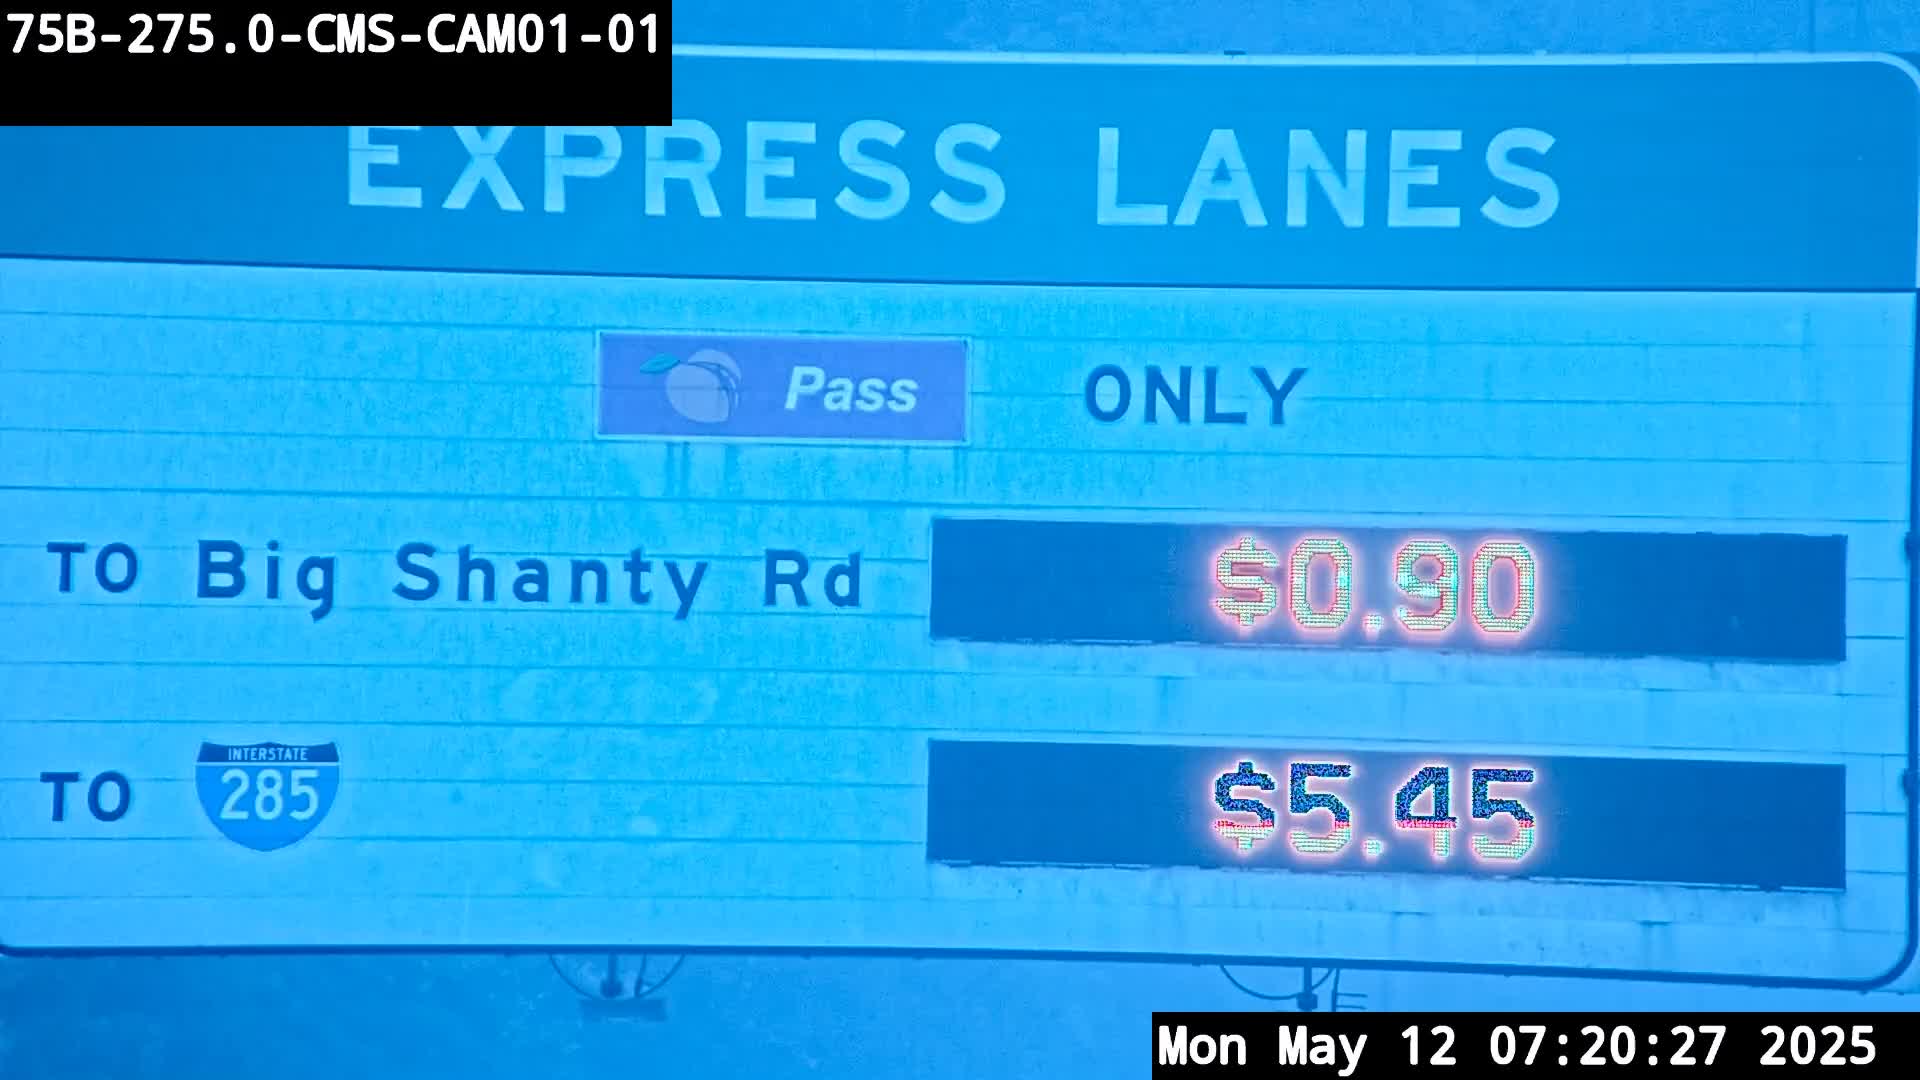 75B-275.0-CMS-CAM01-01
EXPRESS LANES
Pass ONLY
TO Big Shanty Rd $0.90
TO INTERSTATE 285 $5.45
Mon May 12 07:20:27 2025